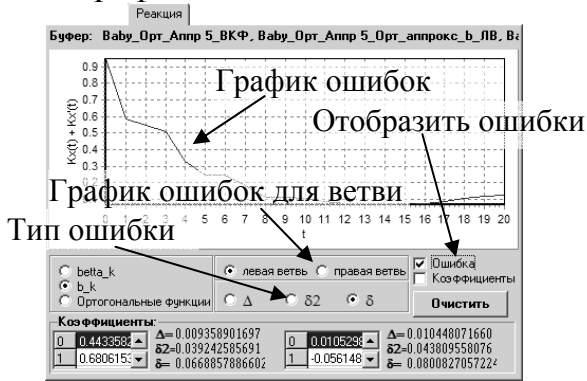 Реакция
Буфер: Baby_Орт_Аппр 5_ВКФ, Baby_Орт_Аппр 5_Орт_аппрокс_b_ЛВ, Ba
График ошибок
Отобразить ошибки
График ошибок для ветви
Тип ошибки
Kx(t) + Kx'(t)
0.9
0.8
0.7
0.6
0.5
0.4
0.3
0.2
0 1 2 3 4 5 6 7 8 9 10 11 12 13 14 15 16 17 18 19 20
t
betta_k
b_k
Ортогональные функции
левая ветвь правая ветвь
Δ δ2 δ
Ошибка
Коэффициенты
Очистить
Коэффициенты:
0 0.4433582
1 0.6806153
Δ= 0.009358901697
δ2=0.039242585691
δ= 0.0668857886602
0 0.0105298
1 -0.056148
Δ= 0.010448071660
δ2=0.043809558076
δ= 0.080082705722